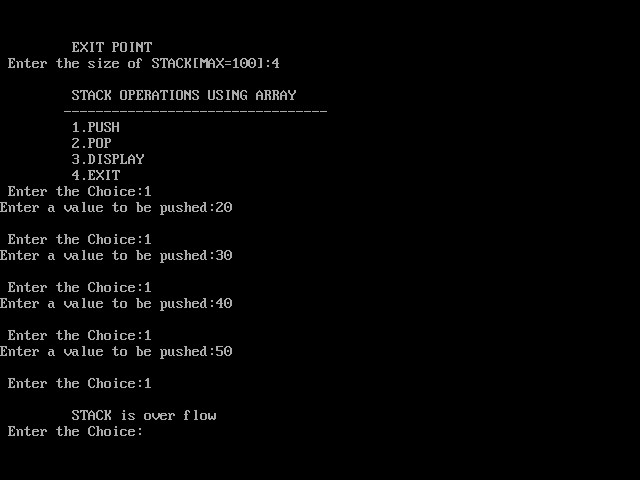 EXIT POINT
Enter the size of STACK[MAX=100]:4
STACK OPERATIONS USING ARRAY
---------------------------------
1.PUSH
2.POP
3.DISPLAY
4.EXIT
Enter the Choice:1
Enter a value to be pushed:20
Enter the Choice:1
Enter a value to be pushed:30
Enter the Choice:1
Enter a value to be pushed:40
Enter the Choice:1
Enter a value to be pushed:50
Enter the Choice:1
STACK is over flow
Enter the Choice: